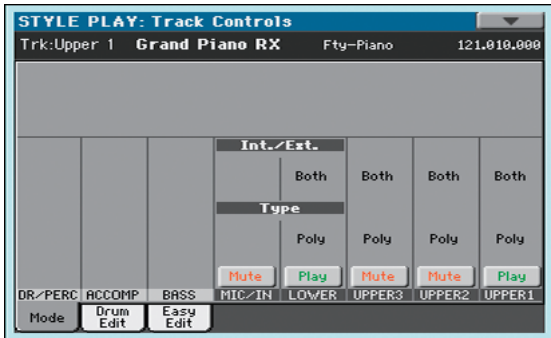 STYLE PLAY: Track Controls
Trk:Upper 1 Grand Piano RX Fty-Piano 121.010.000
Int./Ext.
Both Both Both Both
Type
Poly Poly Poly Poly
Mute Play Mute Mute Play
DR/PERC ACCOMP BASS MIC/IN LOWER UPPER3 UPPER2 UPPER1
Mode Drum Edit Easy Edit